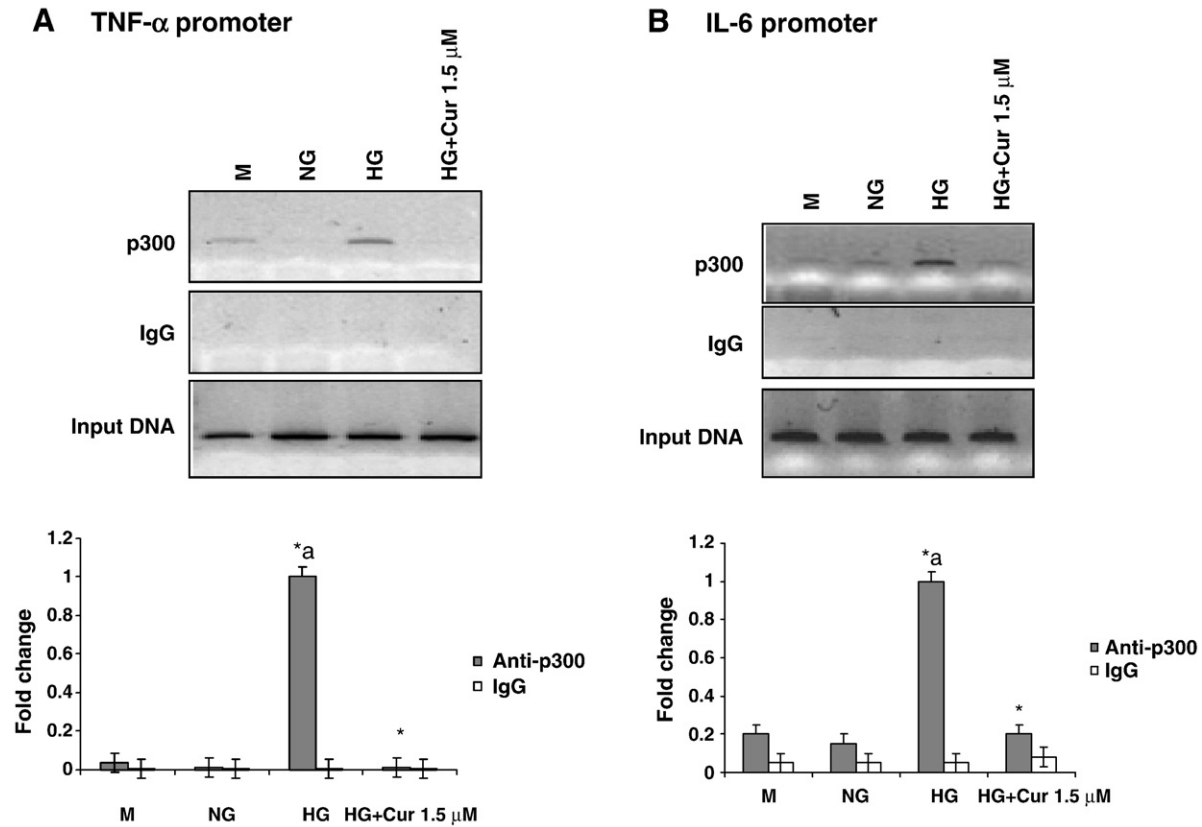 A TNF-α promoter
M
NG
HG
HG+Cur 1.5 μM
p300
IgG
Input DNA
1.2
1
0.8
0.6
0.4
0.2
0
Fold change
*a
*
Anti-p300
IgG
M NG HG HG+Cur 1.5 μM
B IL-6 promoter
M
NG
HG
HG+Cur 1.5 μM
p300
IgG
Input DNA
1.2
1
0.8
0.6
0.4
0.2
0
Fold change
*a
*
Anti-p300
IgG
M NG HG HG+Cur 1.5 μM